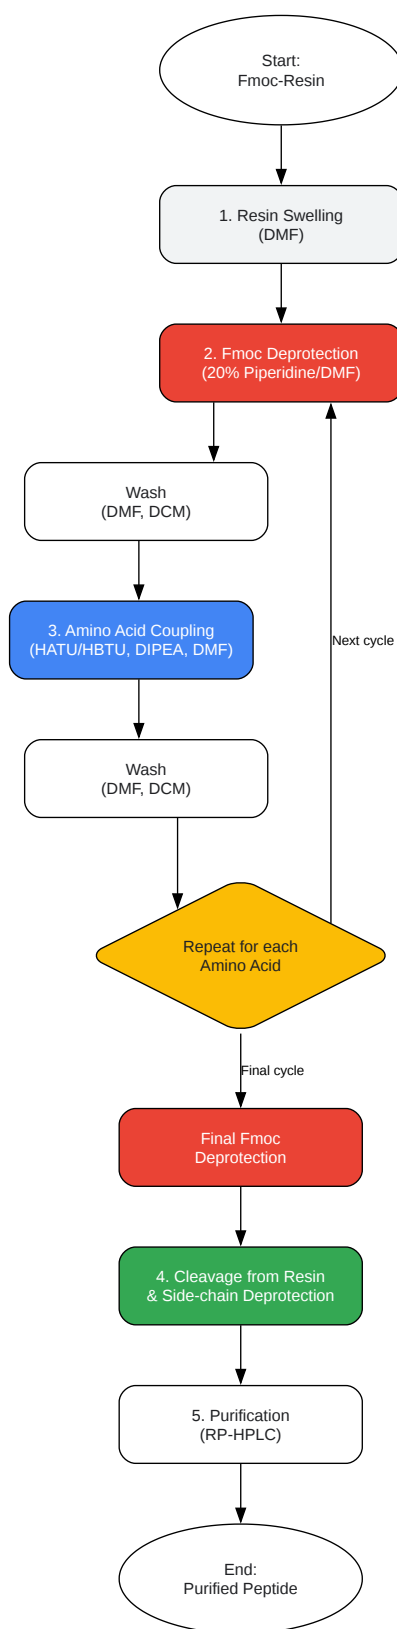 Start:
Fmoc-Resin
1. Resin Swelling
(DMF)
2. Fmoc Deprotection
(20% Piperidine/DMF)
Wash
(DMF, DCM)
3. Amino Acid Coupling
(HATU/HBTU, DIPEA, DMF)
Next cycle
Wash
(DMF, DCM)
Repeat for each
Amino Acid
Final cycle
Final Fmoc
Deprotection
4. Cleavage from Resin
& Side-chain Deprotection
5. Purification
(RP-HPLC)
End:
Purified Peptide